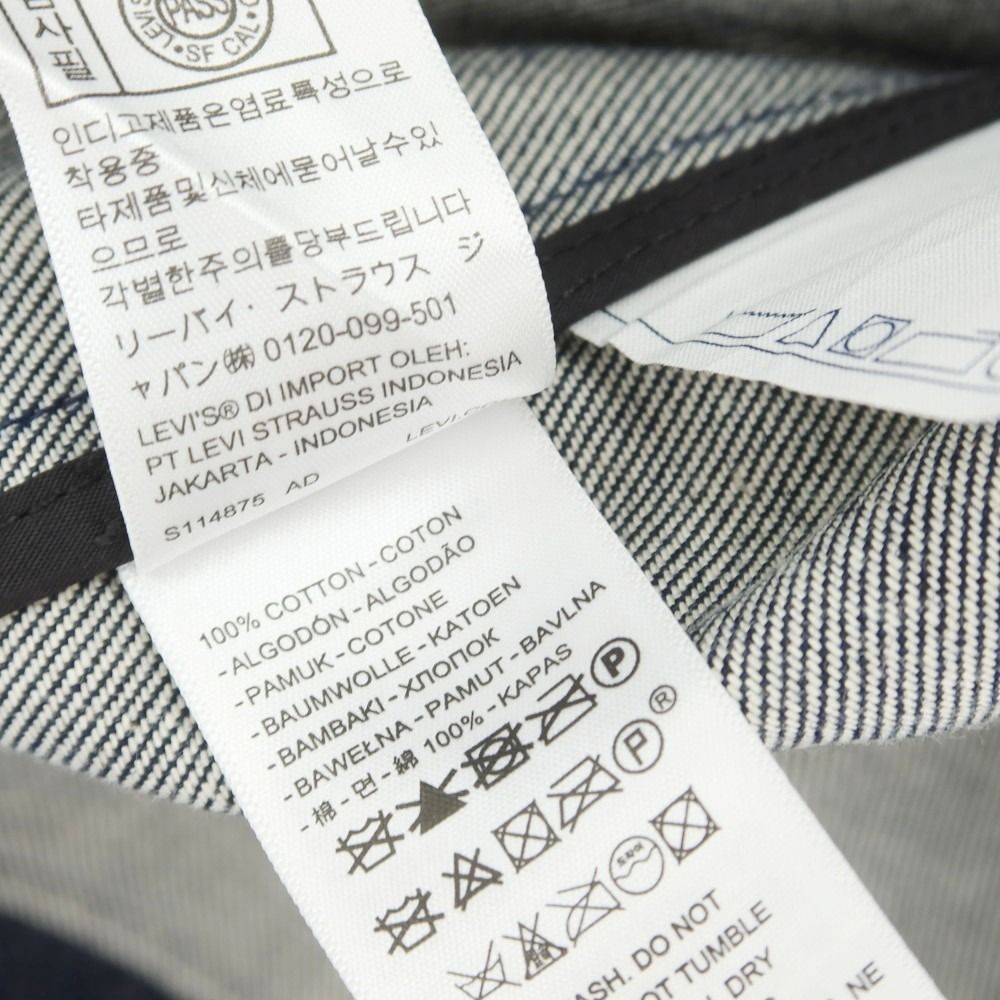 PASS
SF CAL
사필
인디고제품은염료특성으로
착용중
타제품및신체에묻어날수있
으므로
각별한주의를당부드립니다
リーバイ・ストラウス ジ
ャパン㈱ 0120-099-501
LEVI'S® DI IMPORT OLEH:
PT LEVI STRAUSS INDONESIA
JAKARTA - INDONESIA
S114875 AD
100% COTTON - COTON
-ALGODÓN - ALGODÃO
-PAMUK - COTONE
-BAUMWOLLE - KATOEN
-BAMBAKI - ХЛОПОК
-BAWEŁNA - PAMUT - BAVLNA
-棉 - 면 - 綿 100% - KAPAS
P
P ®
드라이
DO NOT
TUMBLE
DRY
NE